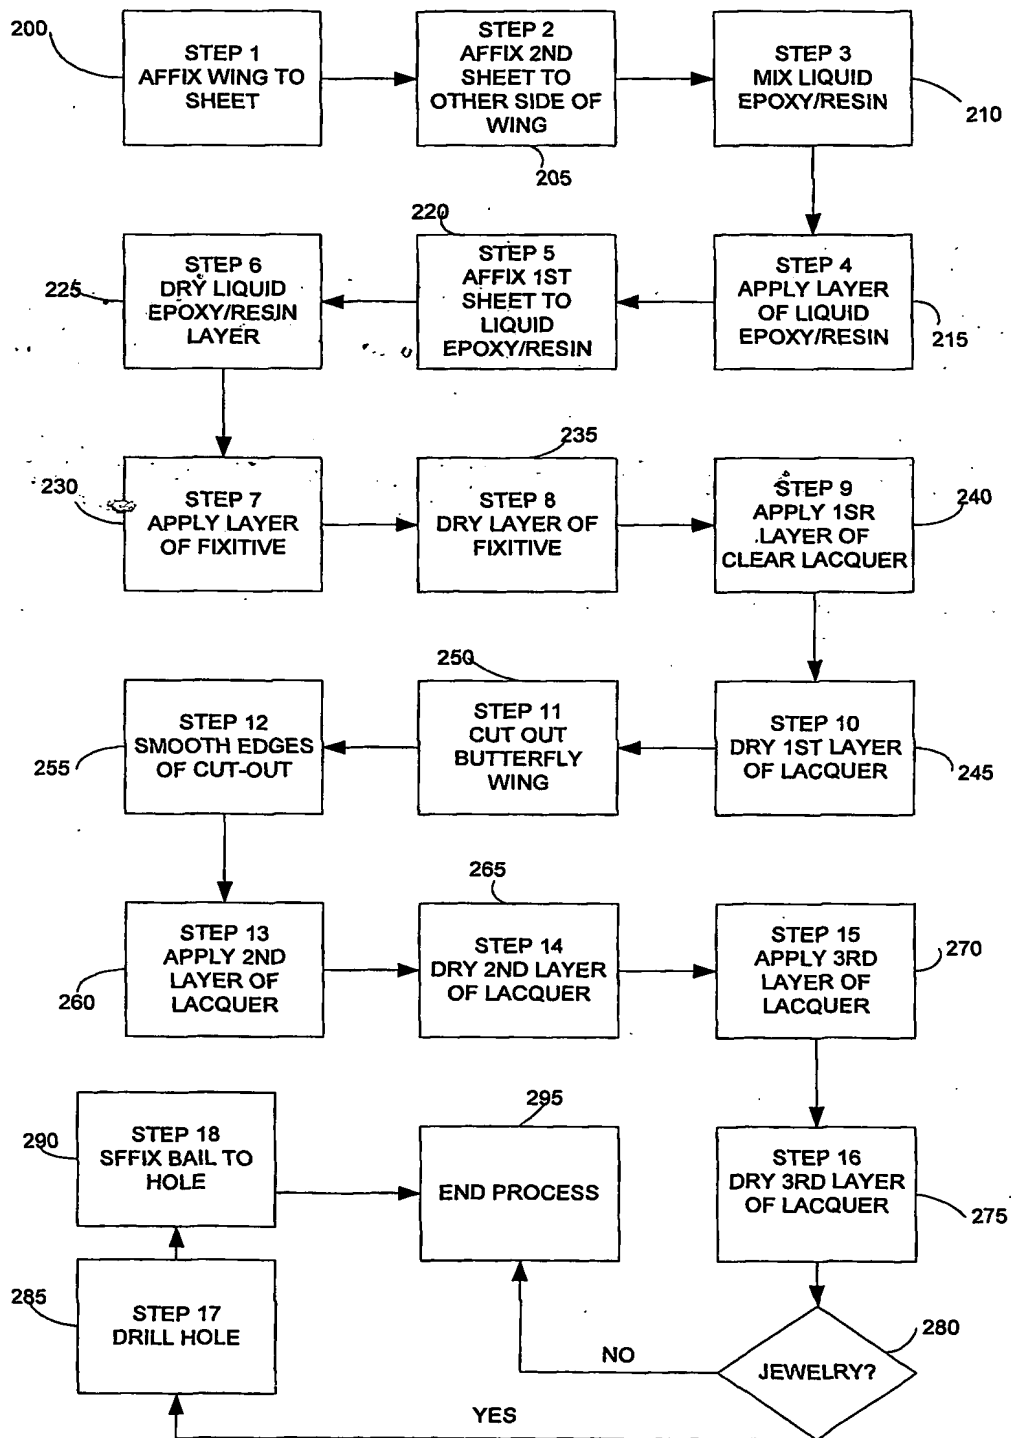 200
STEP 1
AFFIX WING TO
SHEET
STEP 2
AFFIX 2ND
SHEET TO
OTHER SIDE OF
WING
205
STEP 3
MIX LIQUID
EPOXY/RESIN
210
STEP 4
APPLY LAYER
OF LIQUID
EPOXY/RESIN
215
220
STEP 5
AFFIX 1ST
SHEET TO
LIQUID
EPOXY/RESIN
STEP 6
DRY LIQUID
EPOXY/RESIN
LAYER
225
230
STEP 7
APPLY LAYER
OF FIXITIVE
235
STEP 8
DRY LAYER OF
FIXITIVE
STEP 9
APPLY 1SR
LAYER OF
CLEAR LACQUER
240
STEP 10
DRY 1ST LAYER
OF LACQUER
245
250
STEP 11
CUT OUT
BUTTERFLY
WING
STEP 12
SMOOTH EDGES
OF CUT-OUT
255
STEP 13
APPLY 2ND
LAYER OF
LACQUER
260
265
STEP 14
DRY 2ND LAYER
OF LACQUER
STEP 15
APPLY 3RD
LAYER OF
LACQUER
270
STEP 16
DRY 3RD LAYER
OF LACQUER
275
280
JEWELRY?
NO
YES
285
STEP 17
DRILL HOLE
290
STEP 18
SFFIX BAIL TO
HOLE
295
END PROCESS